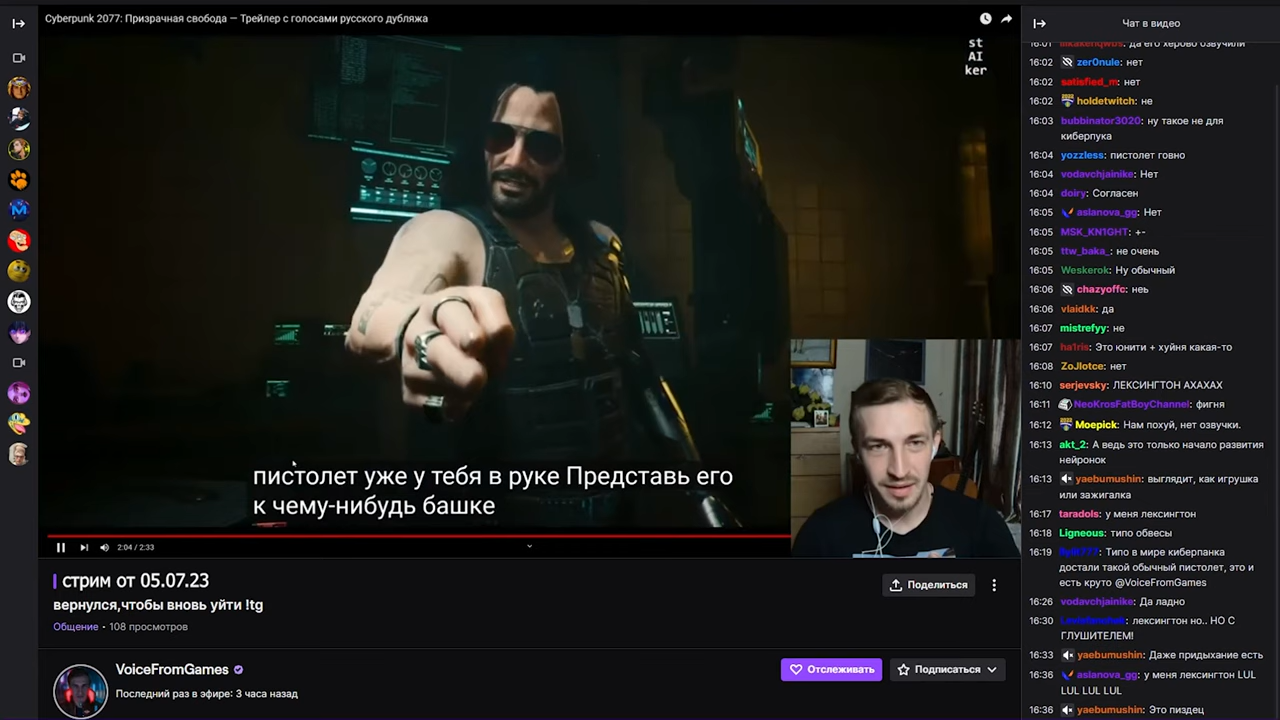 Cyberpunk 2077: Призрачная свобода — Трейлер с голосами русского дубляжа
st
AI
ker
пистолет уже у тебя в руке Представь его
к чему-нибудь башке
2:04 / 2:33
стрим от 05.07.23
вернулся,чтобы вновь уйти !tg
Общение • 108 просмотров
Поделиться
VoiceFromGames
Последний раз в эфире: 3 часа назад
Отслеживать
Подписаться
Чат в видео
16:01 да его херово озвучили
16:02 zer0nule: нет
16:02 satisfied_m: нет
16:02 holdetwitch: не
16:03 bubbinator3020: ну такое не для
киберпука
16:04 yozzless: пистолет говно
16:04 vodavchjainike: Нет
16:04 doiry: Согласен
16:05 aslanova_gg: Нет
16:05 MSK_KN1GHT: +-
16:05 ttw_baka_: не очень
16:05 Weskerok: Ну обычный
16:06 chazyoffc: неь
16:06 vlaidkk: да
16:07 mistrefyy: не
16:07 ha1ris: Это юнити + хуйня какая-то
16:08 ZoJlotce: нет
16:10 serjevsky: ЛЕКСИНГТОН АХАХАХ
16:11 NeoKrosFatBoyChannel: фигня
16:12 Moepick: Нам похуй, нет озвучки.
16:13 akt_2: А ведь это только начало развития
нейронок
16:13 yaebumushin: выглядит, как игрушка
или зажигалка
16:17 taradols: у меня лексингтон
16:18 Ligneous: типо обвесы
16:19 Типо в мире киберпанка
достали такой обычный пистолет, это и
есть круто @VoiceFromGames
16:26 vodavchjainike: Да ладно
16:30 лексингтон но.. НО С
ГЛУШИТЕЛЕМ!
16:33 yaebumushin: Даже придыхание есть
16:36 aslanova_gg: у меня лексингтон LUL
LUL LUL LUL
16:36 yaebumushin: Это пиздец